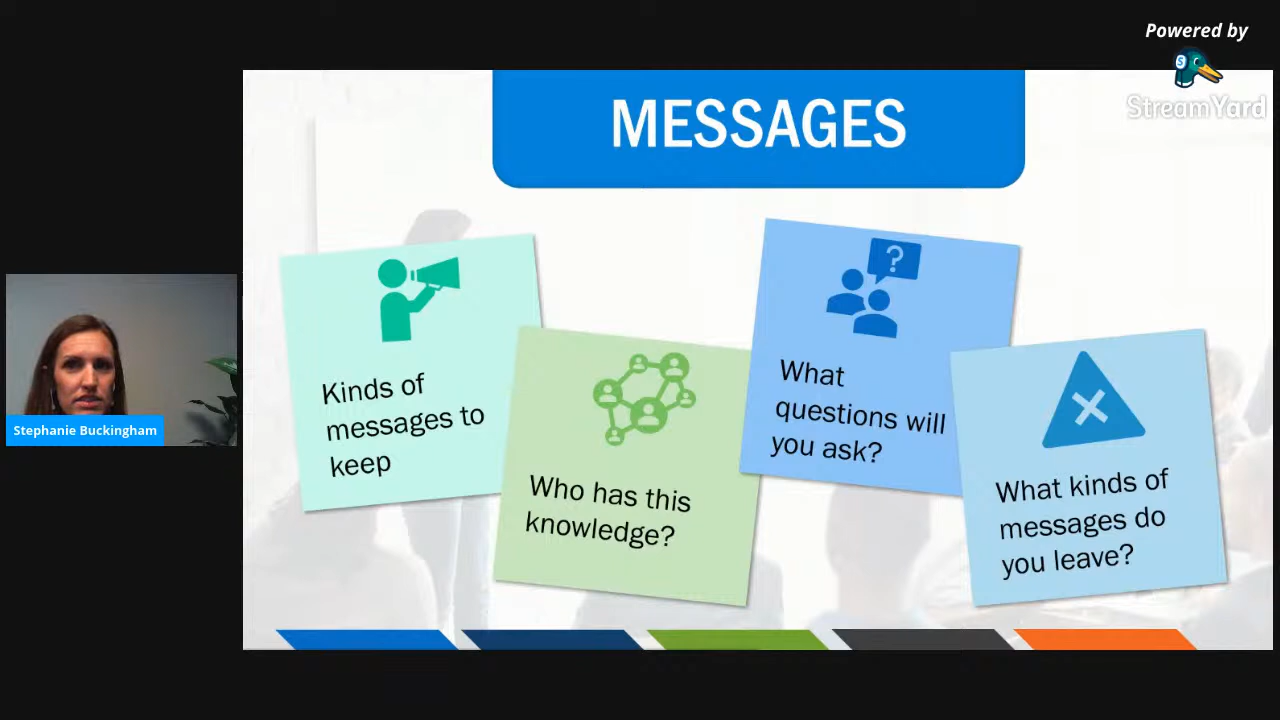 Powered by
StreamYard
MESSAGES
Kinds of
messages to
keep
Who has this
knowledge?
?
What
questions will
you ask?
What kinds of
messages do
you leave?
Stephanie Buckingham